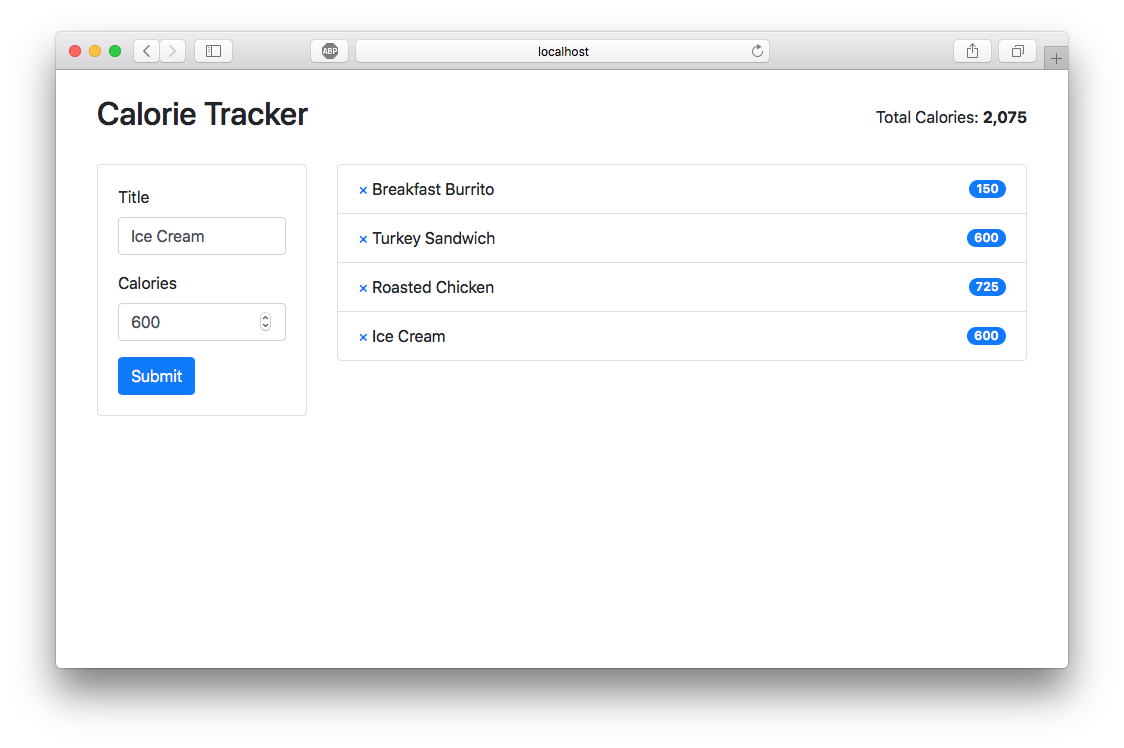 ABP
localhost
Calorie Tracker
Total Calories: 2,075
Title
Ice Cream
Calories
600
Submit
× Breakfast Burrito 150
× Turkey Sandwich 600
× Roasted Chicken 725
× Ice Cream 600